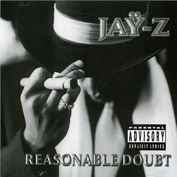 JAY-Z
PARENTAL
ADVISORY
EXPLICIT LYRICS
REASONABLE DOUBT